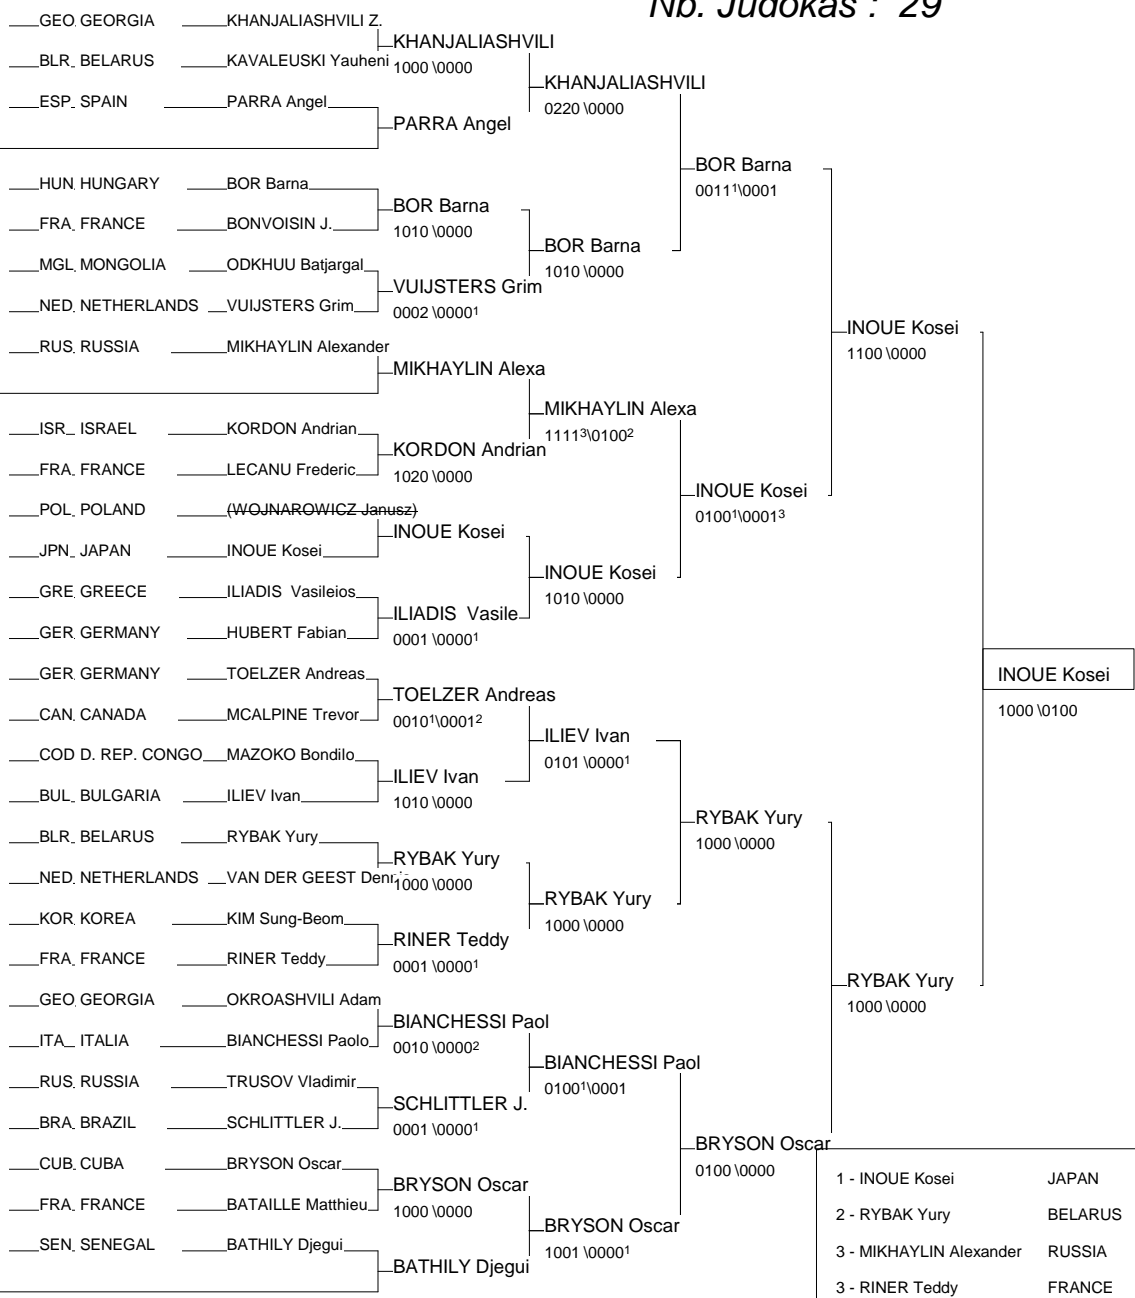 Nb. Judokas : 29
GEO GEORGIA KHANJALIASHVILI Z.
KHANJALIASHVILI
BLR BELARUS KAVALEUSKI Yauheni 1000 \0000
KHANJALIASHVILI
ESP SPAIN PARRA Angel
0220 \0000
PARRA Angel
BOR Barna
HUN HUNGARY BOR Barna
0011¹\0001
BOR Barna
FRA FRANCE BONVOISIN J.
1010 \0000
BOR Barna
MGL MONGOLIA ODKHUU Batjargal
1010 \0000
VUIJSTERS Grim
NED NETHERLANDS VUIJSTERS Grim
0002 \0000¹
INOUE Kosei
RUS RUSSIA MIKHAYLIN Alexander
1100 \0000
MIKHAYLIN Alexa
MIKHAYLIN Alexa
ISR ISRAEL KORDON Andrian
1111³\0100²
KORDON Andrian
FRA FRANCE LECANU Frederic
1020 \0000
INOUE Kosei
POL POLAND (WOJNAROWICZ Janusz)
0100¹\0001³
INOUE Kosei
JPN JAPAN INOUE Kosei
INOUE Kosei
GRE GREECE ILIADIS Vasileios
1010 \0000
ILIADIS Vasile
GER GERMANY HUBERT Fabian
0001 \0000¹
GER GERMANY TOELZER Andreas
INOUE Kosei
TOELZER Andreas
1000 \0100
CAN CANADA MCALPINE Trevor
0010¹\0001²
ILIEV Ivan
COD D. REP. CONGO MAZOKO Bondilo
0101 \0000¹
ILIEV Ivan
BUL BULGARIA ILIEV Ivan
1010 \0000
RYBAK Yury
BLR BELARUS RYBAK Yury
1000 \0000
RYBAK Yury
NED NETHERLANDS VAN DER GEEST Dennis
1000 \0000
RYBAK Yury
KOR KOREA KIM Sung-Beom
1000 \0000
RINER Teddy
FRA FRANCE RINER Teddy
0001 \0000¹
RYBAK Yury
GEO GEORGIA OKROASHVILI Adam
1000 \0000
BIANCHESSI Paol
ITA ITALIA BIANCHESSI Paolo
0010 \0000²
BIANCHESSI Paol
RUS RUSSIA TRUSOV Vladimir
0100¹\0001
SCHLITTLER J.
BRA BRAZIL SCHLITTLER J.
0001 \0000¹
BRYSON Oscar
CUB CUBA BRYSON Oscar
0100 \0000
1 - INOUE Kosei JAPAN
BRYSON Oscar
FRA FRANCE BATAILLE Matthieu
1000 \0000
2 - RYBAK Yury BELARUS
BRYSON Oscar
SEN SENEGAL BATHILY Djegui
1001 \0000¹
3 - MIKHAYLIN Alexander RUSSIA
BATHILY Djegui
3 - RINER Teddy FRANCE